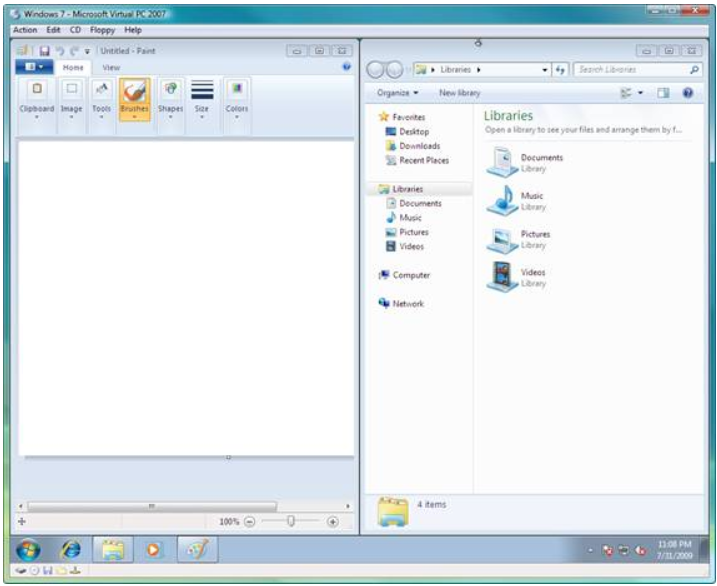 Windows 7 - Microsoft Virtual PC 2007
Action Edit CD Floppy Help
Untitled - Paint
Home View
Clipboard Image Tools Brushes Shapes Size Colors
100%
Libraries
Search Libraries
Organize New library
Favorites
Desktop
Downloads
Recent Places
Libraries
Documents
Music
Pictures
Videos
Computer
Network
Libraries
Open a library to see your files and arrange them by f...
Documents
Library
Music
Library
Pictures
Library
Videos
Library
4 items
11:08 PM
7/31/2009